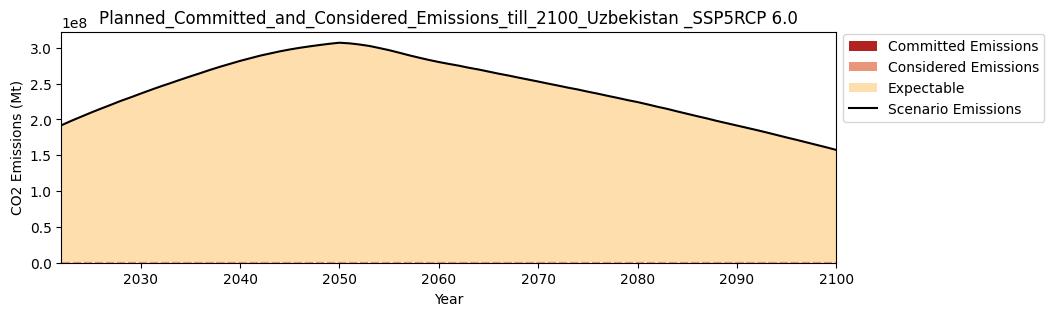 Planned_Committed_and_Considered_Emissions_till_2100_Uzbekistan _SSP5RCP 6.0
1e8
3.0
2.5
2.0
1.5
1.0
0.5
0.0
CO2 Emissions (Mt)
2030 2040 2050 2060 2070 2080 2090 2100
Year
Committed Emissions
Considered Emissions
Expectable
Scenario Emissions